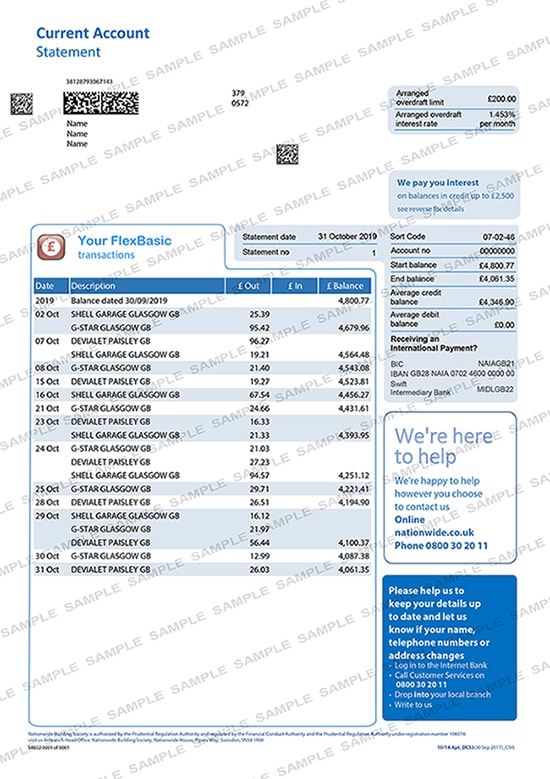 Current Account
Statement
38128793067143
Name
Name
Name
379
0572
Arranged overdraft limit £200.00
Arranged overdraft interest rate 1.453% per month
We pay you interest
on balances in credit up to £2,500
see reverse for details
Your FlexBasic
transactions
Statement date 31 October 2019
Statement no 1
Sort Code 07-02-46
Account no 00000000
Start balance £4,800.77
End balance £4,061.35
Average credit balance £4,346.90
Average debit balance £0.00
Receiving an
International Payment?
BIC NAIAGB21
IBAN GB28 NAIA 0702 4600 0000 00
Swift
Intermediary Bank MIDLGB22
Date Description £ Out £ In £ Balance
2019 Balance dated 30/09/2019 4,800.77
02 Oct SHELL GARAGE GLASGOW GB 25.39
G-STAR GLASGOW GB 95.42 4,679.96
07 Oct DEVIALET PAISLEY GB 96.27
SHELL GARAGE GLASGOW GB 19.21 4,564.48
08 Oct G-STAR GLASGOW GB 21.40 4,543.08
15 Oct DEVIALET PAISLEY GB 19.27 4,523.81
16 Oct SHELL GARAGE GLASGOW GB 67.54 4,456.27
21 Oct G-STAR GLASGOW GB 24.66 4,431.61
23 Oct DEVIALET PAISLEY GB 16.33
SHELL GARAGE GLASGOW GB 21.33 4,393.95
24 Oct G-STAR GLASGOW GB 21.03
DEVIALET PAISLEY GB 27.23
SHELL GARAGE GLASGOW GB 94.57 4,251.12
25 Oct G-STAR GLASGOW GB 29.71 4,221.41
28 Oct DEVIALET PAISLEY GB 26.51 4,194.90
29 Oct SHELL GARAGE GLASGOW GB 16.12
G-STAR GLASGOW GB 21.97
DEVIALET PAISLEY GB 56.44 4,100.37
30 Oct G-STAR GLASGOW GB 12.99 4,087.38
31 Oct DEVIALET PAISLEY GB 26.03 4,061.35
We're here
to help
We're happy to help
however you choose
to contact us
Online
nationwide.co.uk
Phone 0800 30 20 11
Please help us to
keep your details up
to date and let us
know if your name,
telephone numbers or
address changes
• Log in to the Internet Bank
• Call Customer Services on
0800 30 20 11
• Drop into your local branch
• Write to us
Nationwide Building Society is authorised by the Prudential Regulation Authority and regulated by the Financial Conduct Authority and the Prudential Regulation Authority under registration number 106078.
Head Office: Nationwide Building Society, Nationwide House, Pipers Way, Swindon, SN38 1NW
SAMPLE